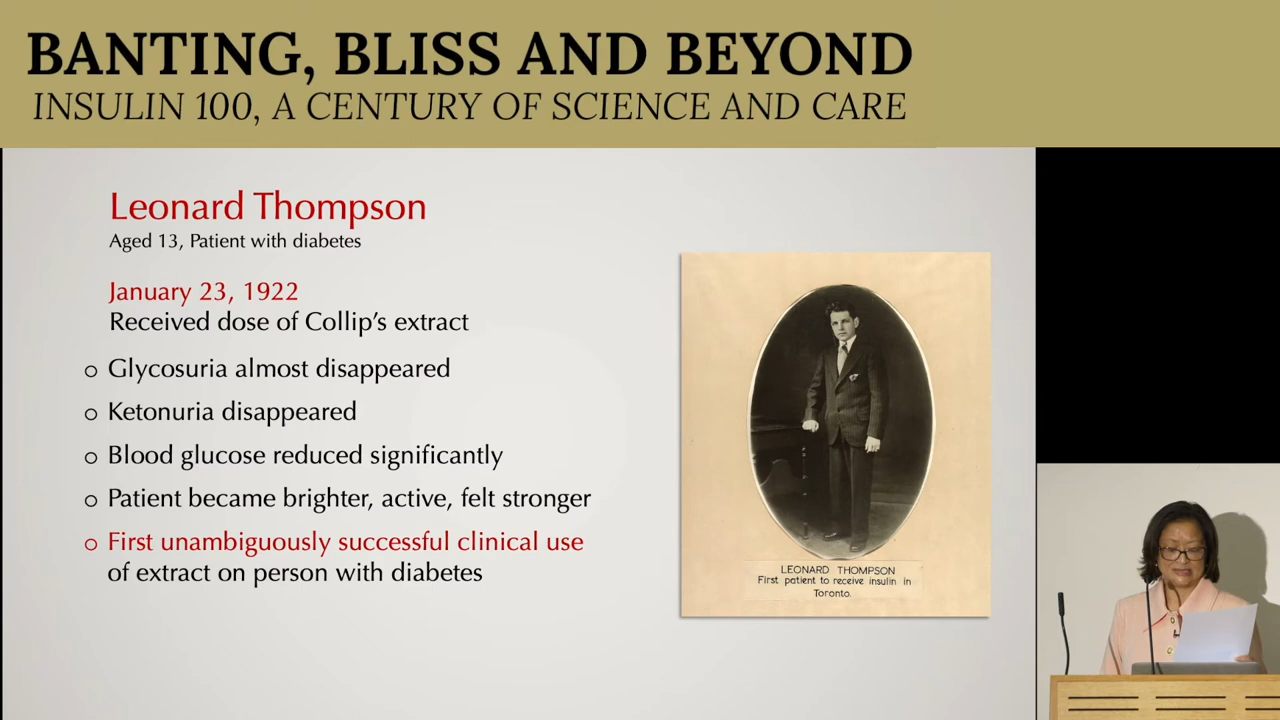 BANTING, BLISS AND BEYOND
INSULIN 100, A CENTURY OF SCIENCE AND CARE
Leonard Thompson
Aged 13, Patient with diabetes
January 23, 1922
Received dose of Collip's extract
Glycosuria almost disappeared
Ketonuria disappeared
Blood glucose reduced significantly
Patient became brighter, active, felt stronger
First unambiguously successful clinical use
of extract on person with diabetes
LEONARD THOMPSON
First patient to receive insulin in
Toronto.